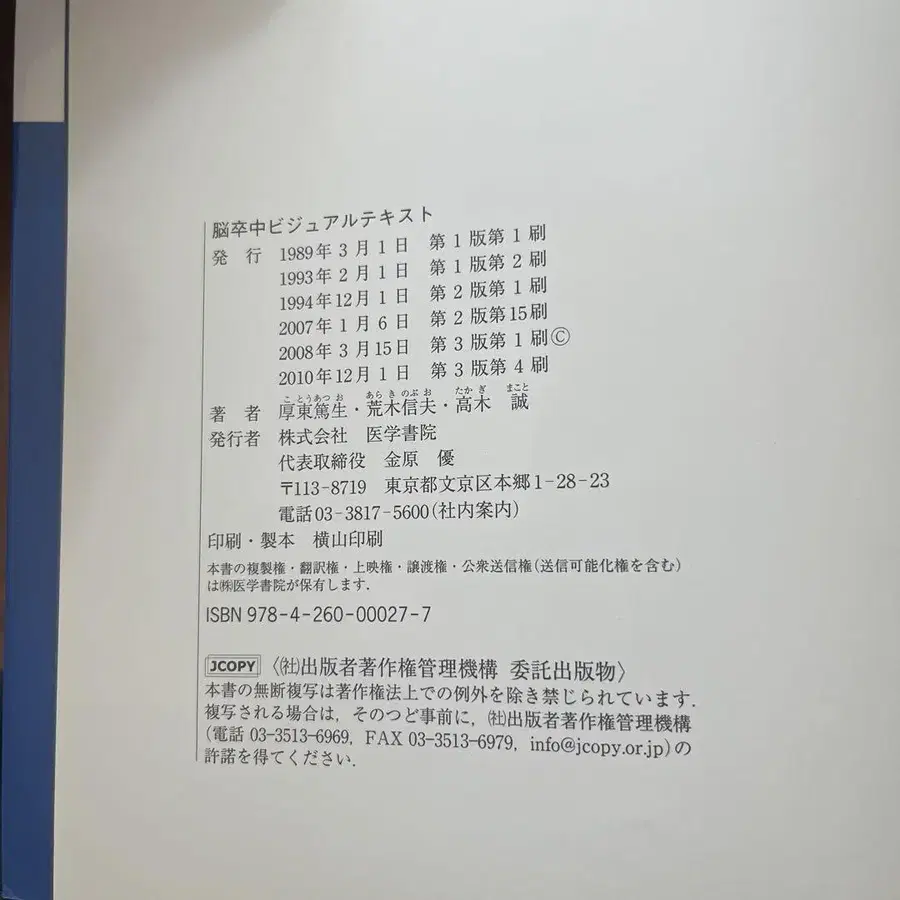 脳卒中ビジュアルテキスト
発 行 1989年 3 月 1 日 第 1 版第 1 刷
1993年 2 月 1 日 第 1 版第 2 刷
1994年12月 1 日 第 2 版第 1 刷
2007年 1 月 6 日 第 2 版第15刷
2008年 3 月15日 第 3 版第 1 刷Ⓒ
2010年12月 1 日 第 3 版第 4 刷
ことうあつお あらきのぶお たかぎ まこと
著 者 厚東篤生・荒木信夫・高木 誠
発行者 株式会社 医学書院
代表取締役 金原 優
〒113-8719 東京都文京区本郷1-28-23
電話03-3817-5600(社内案内)
印刷・製本 横山印刷
本書の複製権・翻訳権・上映権・譲渡権・公衆送信権(送信可能化権を含む)
は㈱医学書院が保有します.
ISBN 978-4-260-00027-7
JCOPY 〈㈳出版者著作権管理機構 委託出版物〉
本書の無断複写は著作権法上での例外を除き禁じられています.
複写される場合は, そのつど事前に, ㈳出版者著作権管理機構
(電話 03-3513-6969, FAX 03-3513-6979, info@jcopy.or.jp)の
許諾を得てください.